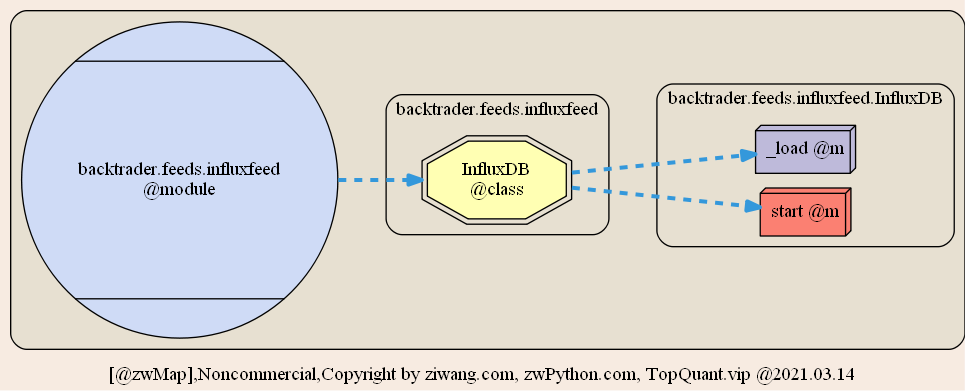 backtrader.feeds.influxfeed
@module
backtrader.feeds.influxfeed
InfluxDB
@class
backtrader.feeds.influxfeed.InfluxDB
_load @m
start @m
[@zwMap],Noncommercial,Copyright by ziwang.com, zwPython.com, TopQuant.vip @2021.03.14